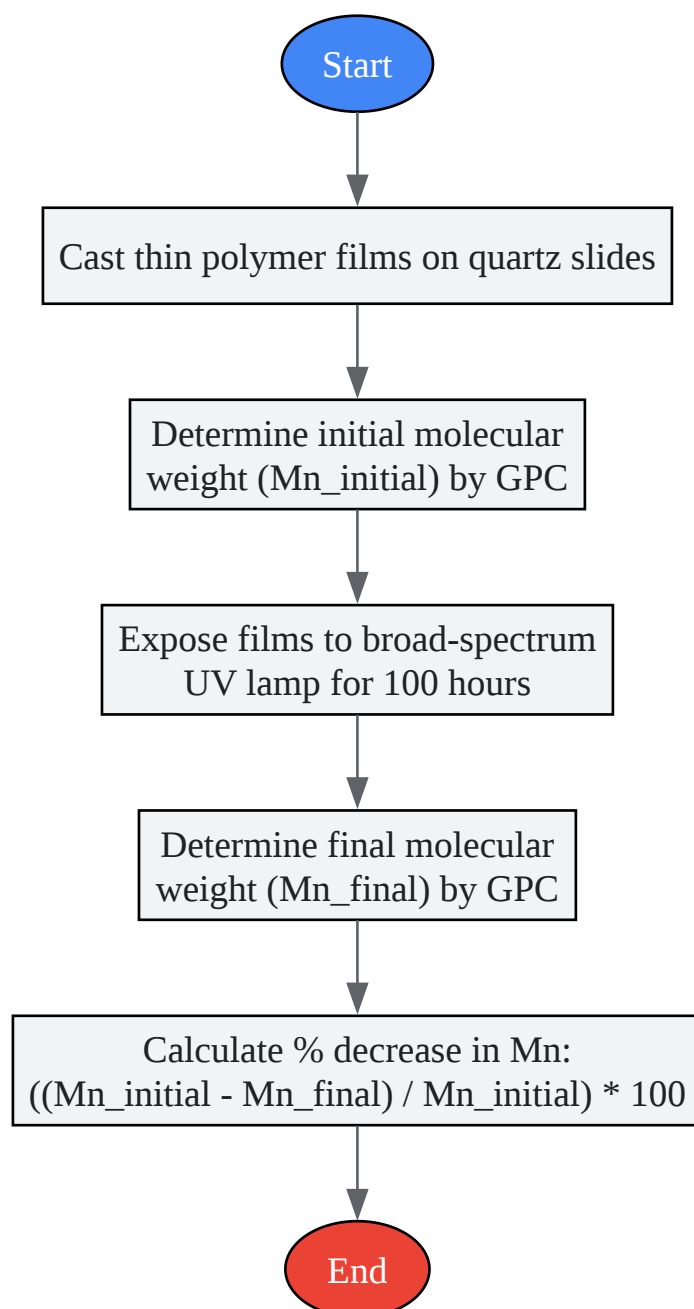 Start
Cast thin polymer films on quartz slides
Determine initial molecular
weight (Mn_initial) by GPC
Expose films to broad-spectrum
UV lamp for 100 hours
Determine final molecular
weight (Mn_final) by GPC
Calculate % decrease in Mn:
((Mn_initial - Mn_final) / Mn_initial) * 100
End